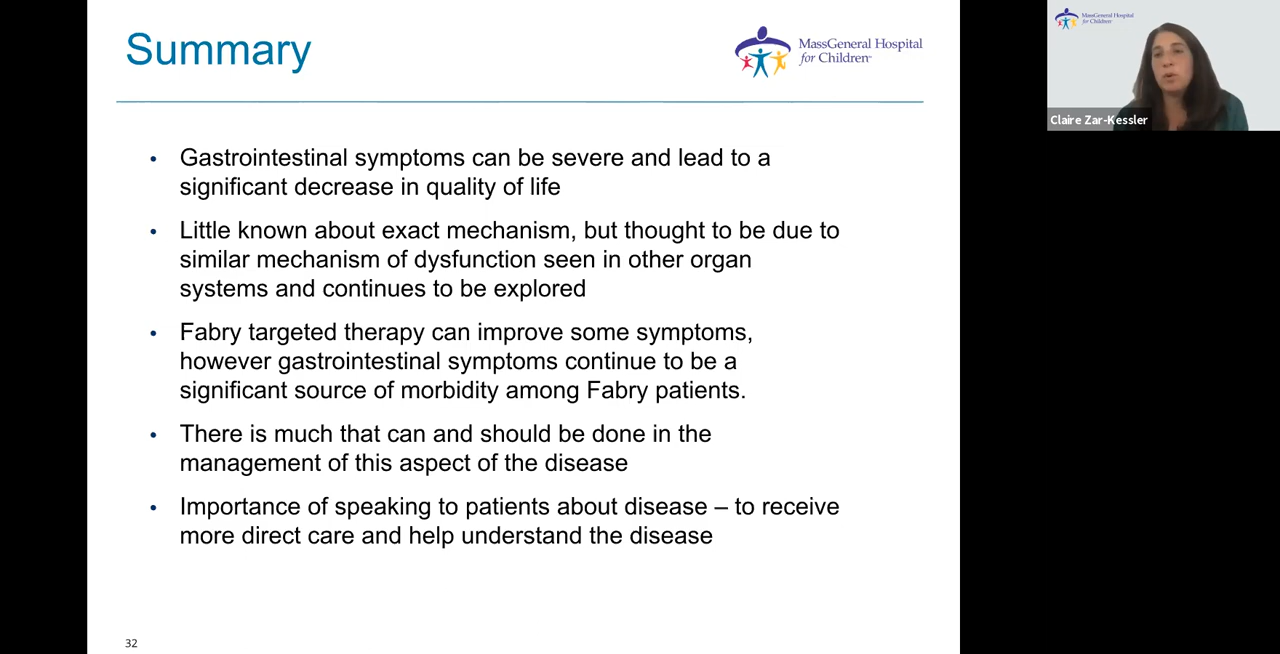 Summary
MassGeneral Hospital
for Children™
• Gastrointestinal symptoms can be severe and lead to a
significant decrease in quality of life
• Little known about exact mechanism, but thought to be due to
similar mechanism of dysfunction seen in other organ
systems and continues to be explored
• Fabry targeted therapy can improve some symptoms,
however gastrointestinal symptoms continue to be a
significant source of morbidity among Fabry patients.
• There is much that can and should be done in the
management of this aspect of the disease
• Importance of speaking to patients about disease – to receive
more direct care and help understand the disease
32
MassGeneral Hospital
for Children
Claire Zar-Kessler